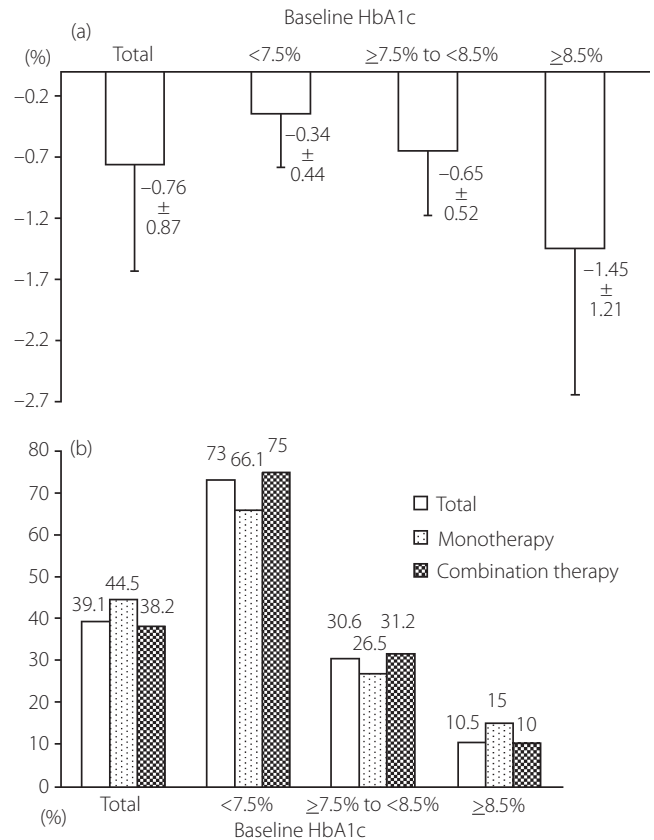 Baseline HbA1c
(a)
(%) Total <7.5% ≥7.5% to <8.5% ≥8.5%
−0.2
−0.7
−1.2
−1.7
−2.2
−2.7
−0.76
±
0.87
−0.34
±
0.44
−0.65
±
0.52
−1.45
±
1.21
(b)
80
70
60
50
40
30
20
10
0
39.1 44.5 38.2
73 66.1 75
30.6 26.5 31.2
10.5 15 10
Total
Monotherapy
Combination therapy
(%) Total <7.5% ≥7.5% to <8.5% ≥8.5%
Baseline HbA1c